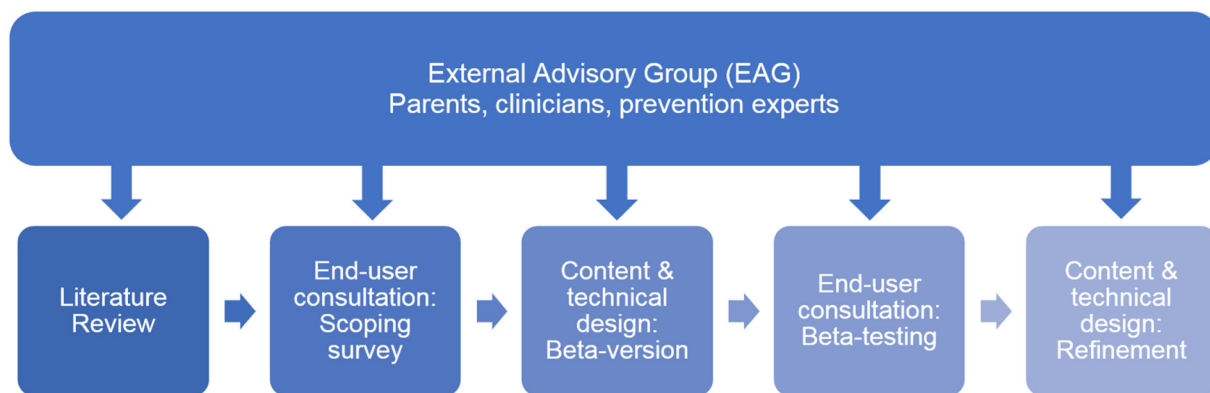 External Advisory Group (EAG)
Parents, clinicians, prevention experts
Literature
Review
End-user
consultation:
Scoping
survey
Content &
technical
design:
Beta-version
End-user
consultation:
Beta-testing
Content &
technical
design:
Refinement